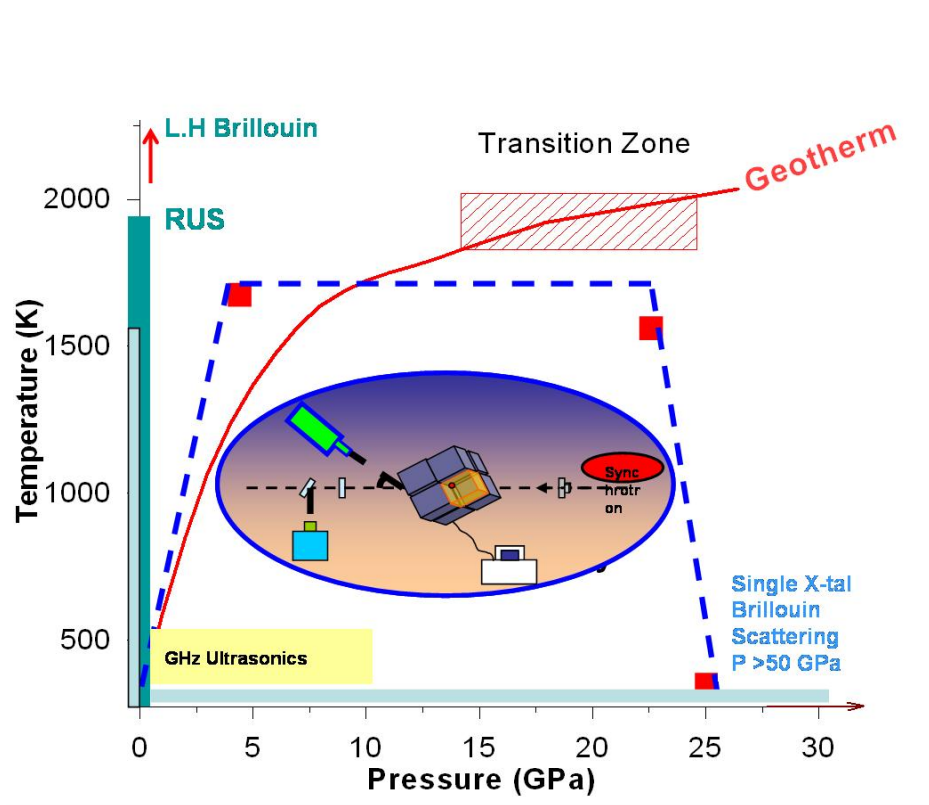 L.H Brillouin
Transition Zone
Geotherm
2000
RUS
Temperature (K)
1500
1000
Sync
hrotr
on
500
GHz Ultrasonics
Single X-tal
Brillouin
Scattering
P >50 GPa
0 5 10 15 20 25 30
Pressure (GPa)